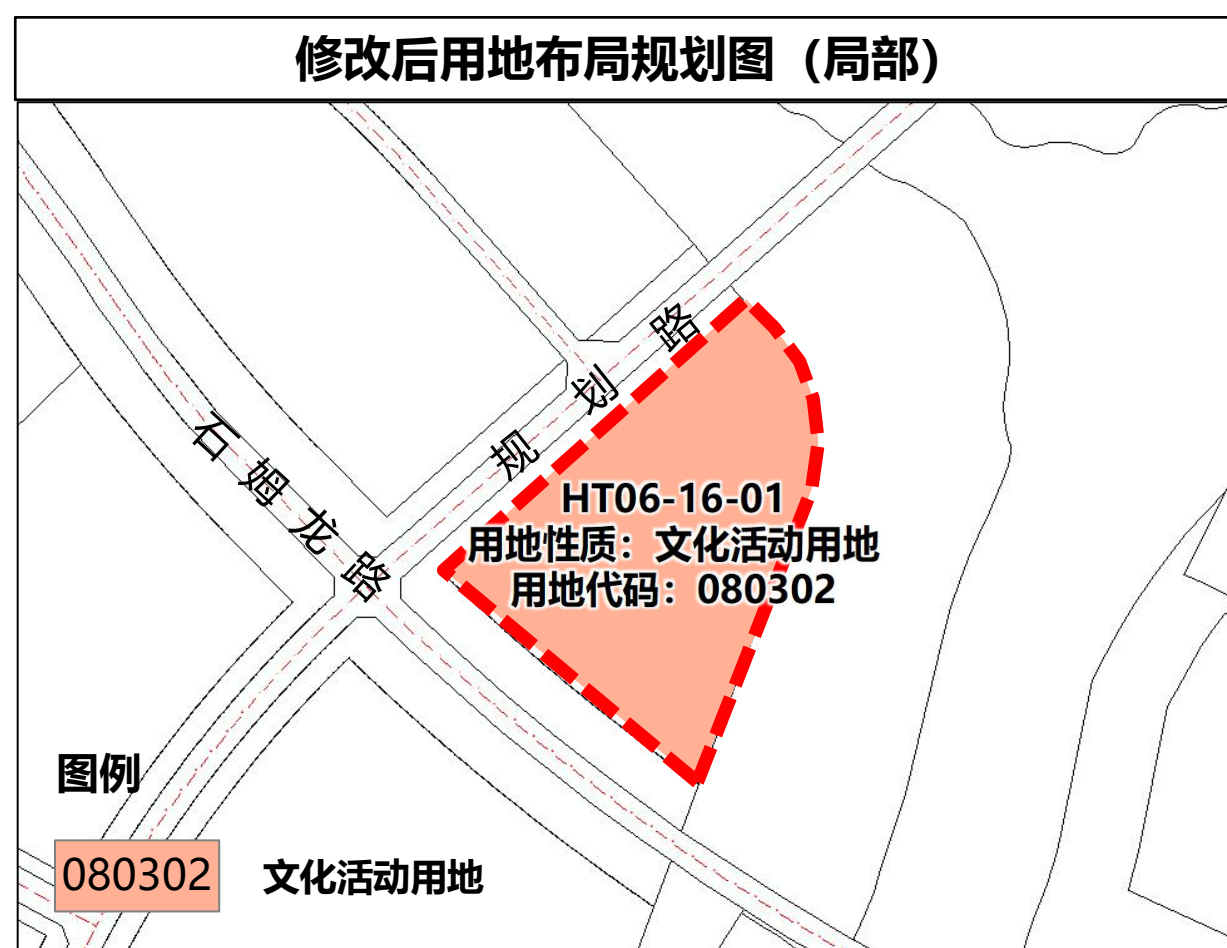 修改后用地布局规划图（局部）
规划路
石姆龙路
HT06-16-01
用地性质：文化活动用地
用地代码：080302
图例
080302 文化活动用地